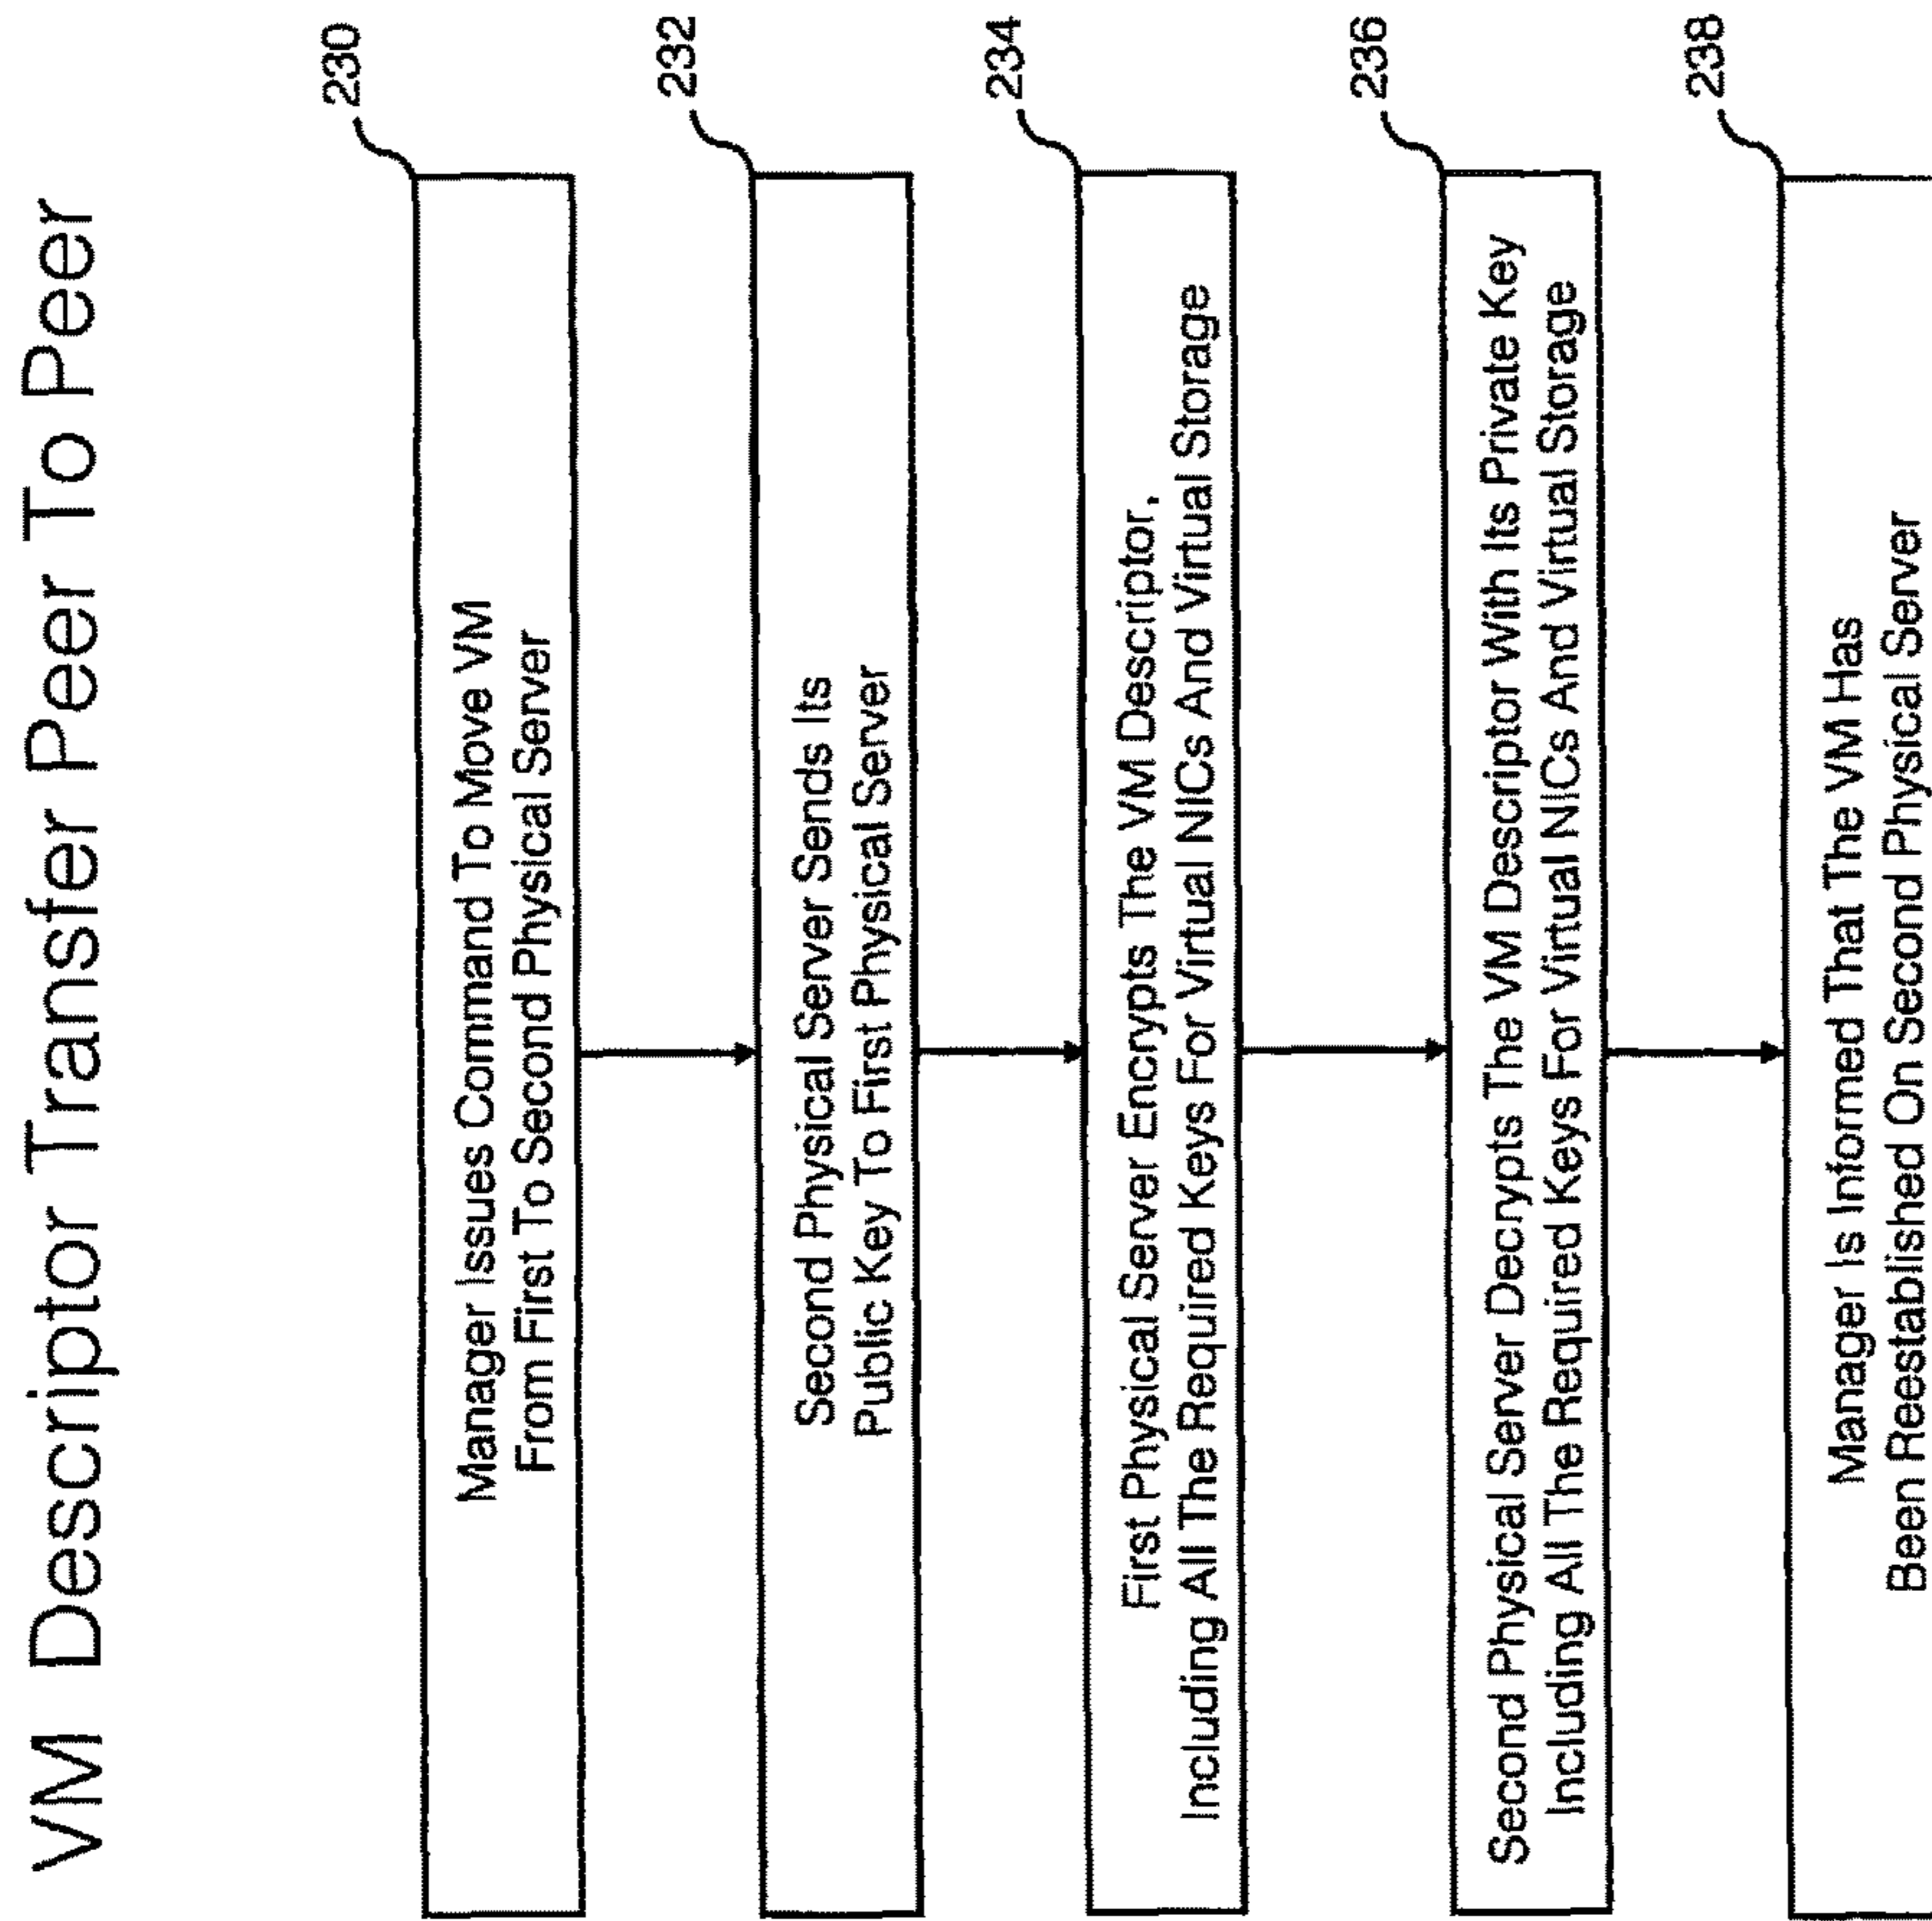 VM Descriptor Transfer Peer To Peer
230
Manager Issues Command To Move VM
From First To Second Physical Server
232
Second Physical Server Sends Its
Public Key To First Physical Server
234
First Physical Server Encrypts The VM Descriptor,
Including All The Required Keys For Virtual NICs And Virtual Storage
236
Second Physical Server Decrypts The VM Descriptor With Its Private Key
Including All The Required Keys For Virtual NICs And Virtual Storage
238
Manager Is Informed That The VM Has
Been Reestablished On Second Physical Server